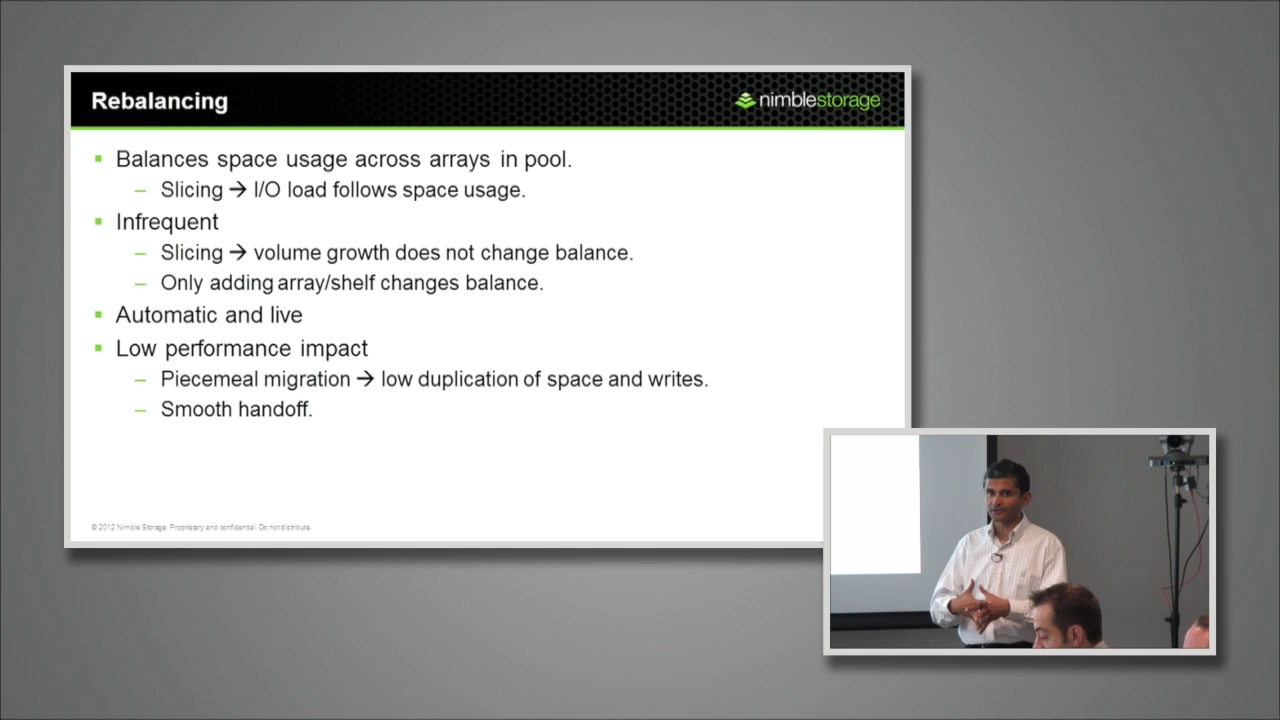 Rebalancing
nimblestorage
Balances space usage across arrays in pool.
– Slicing → I/O load follows space usage.
Infrequent
– Slicing → volume growth does not change balance.
– Only adding array/shelf changes balance.
Automatic and live
Low performance impact
– Piecemeal migration → low duplication of space and writes.
– Smooth handoff.
© 2012 Nimble Storage. Proprietary and confidential. Do not distribute.